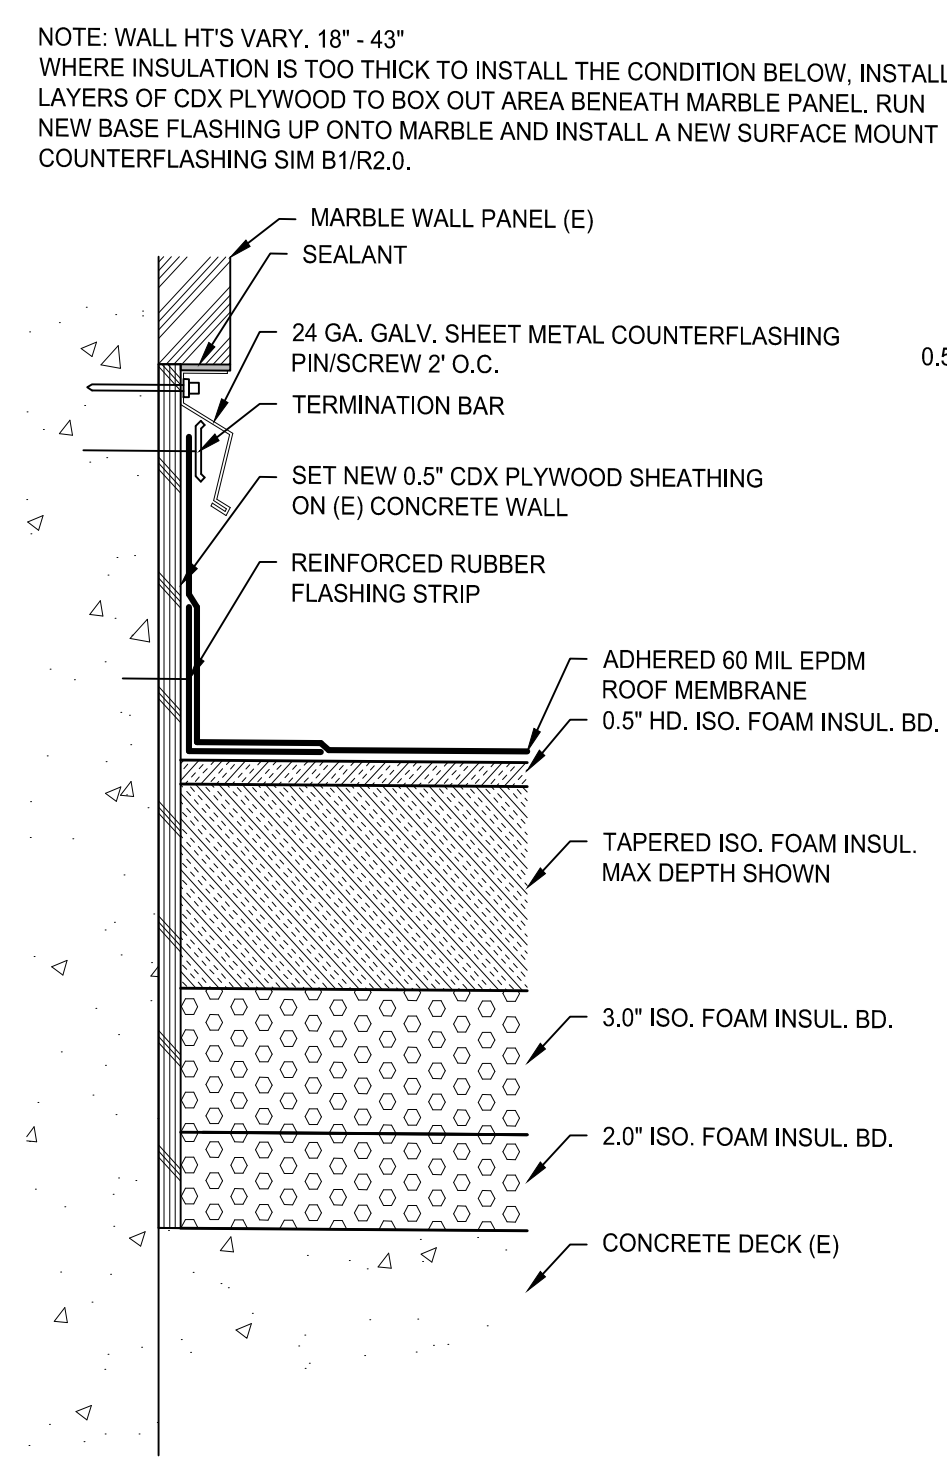 NOTE: WALL HT'S VARY. 18" - 43"
WHERE INSULATION IS TOO THICK TO INSTALL THE CONDITION BELOW, INSTALL
LAYERS OF CDX PLYWOOD TO BOX OUT AREA BENEATH MARBLE PANEL. RUN
NEW BASE FLASHING UP ONTO MARBLE AND INSTALL A NEW SURFACE MOUNT
COUNTERFLASHING SIM B1/R2.0.
MARBLE WALL PANEL (E)
SEALANT
24 GA. GALV. SHEET METAL COUNTERFLASHING
PIN/SCREW 2' O.C.
0.5
TERMINATION BAR
SET NEW 0.5" CDX PLYWOOD SHEATHING
ON (E) CONCRETE WALL
REINFORCED RUBBER
FLASHING STRIP
ADHERED 60 MIL EPDM
ROOF MEMBRANE
0.5" HD. ISO. FOAM INSUL. BD.
TAPERED ISO. FOAM INSUL.
MAX DEPTH SHOWN
3.0" ISO. FOAM INSUL. BD.
2.0" ISO. FOAM INSUL. BD.
CONCRETE DECK (E)